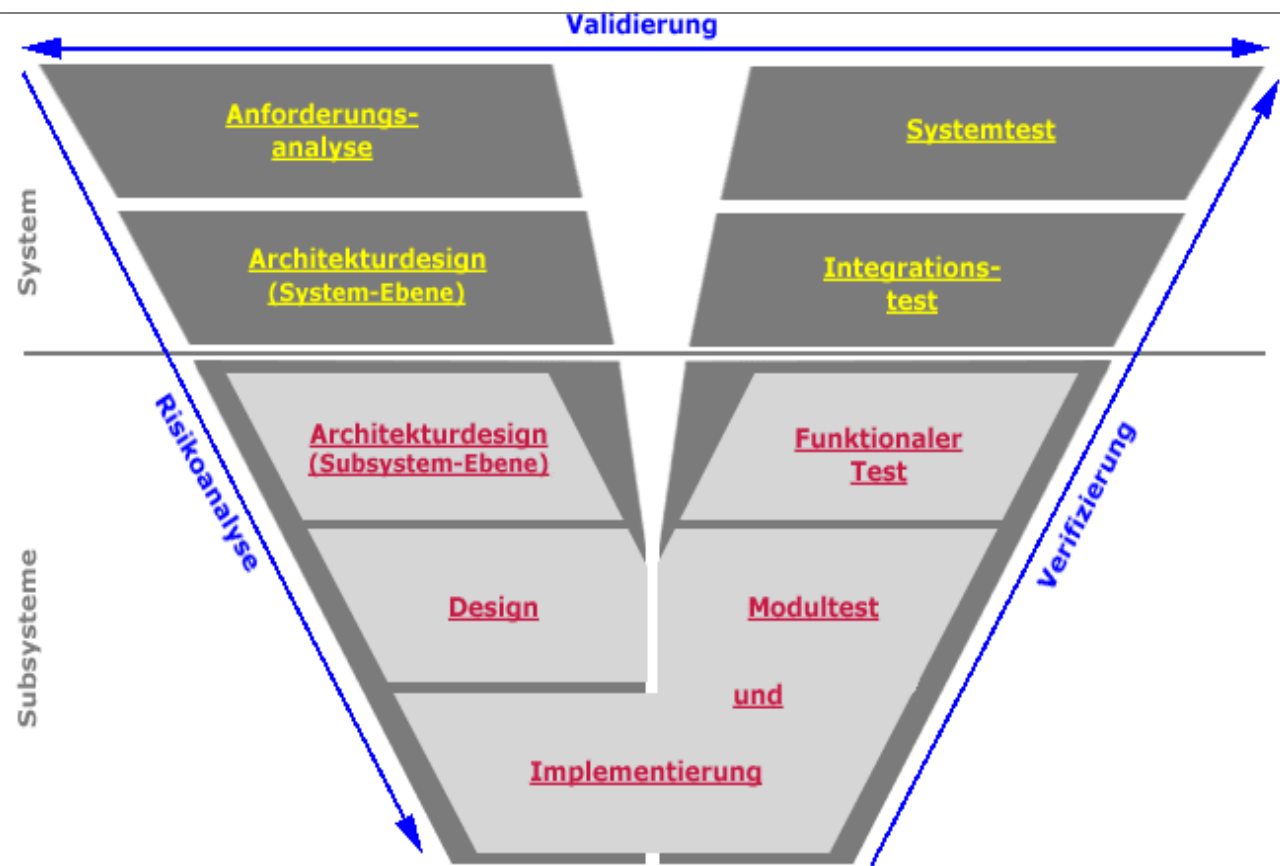 Validierung
Anforderungs-
analyse
Systemtest
System
Architekturdesign
(System-Ebene)
Integrations-
test
Risikoanalyse
Architekturdesign
(Subsystem-Ebene)
Funktionaler
Test
Verifizierung
Subsysteme
Design
Modultest
und
Implementierung